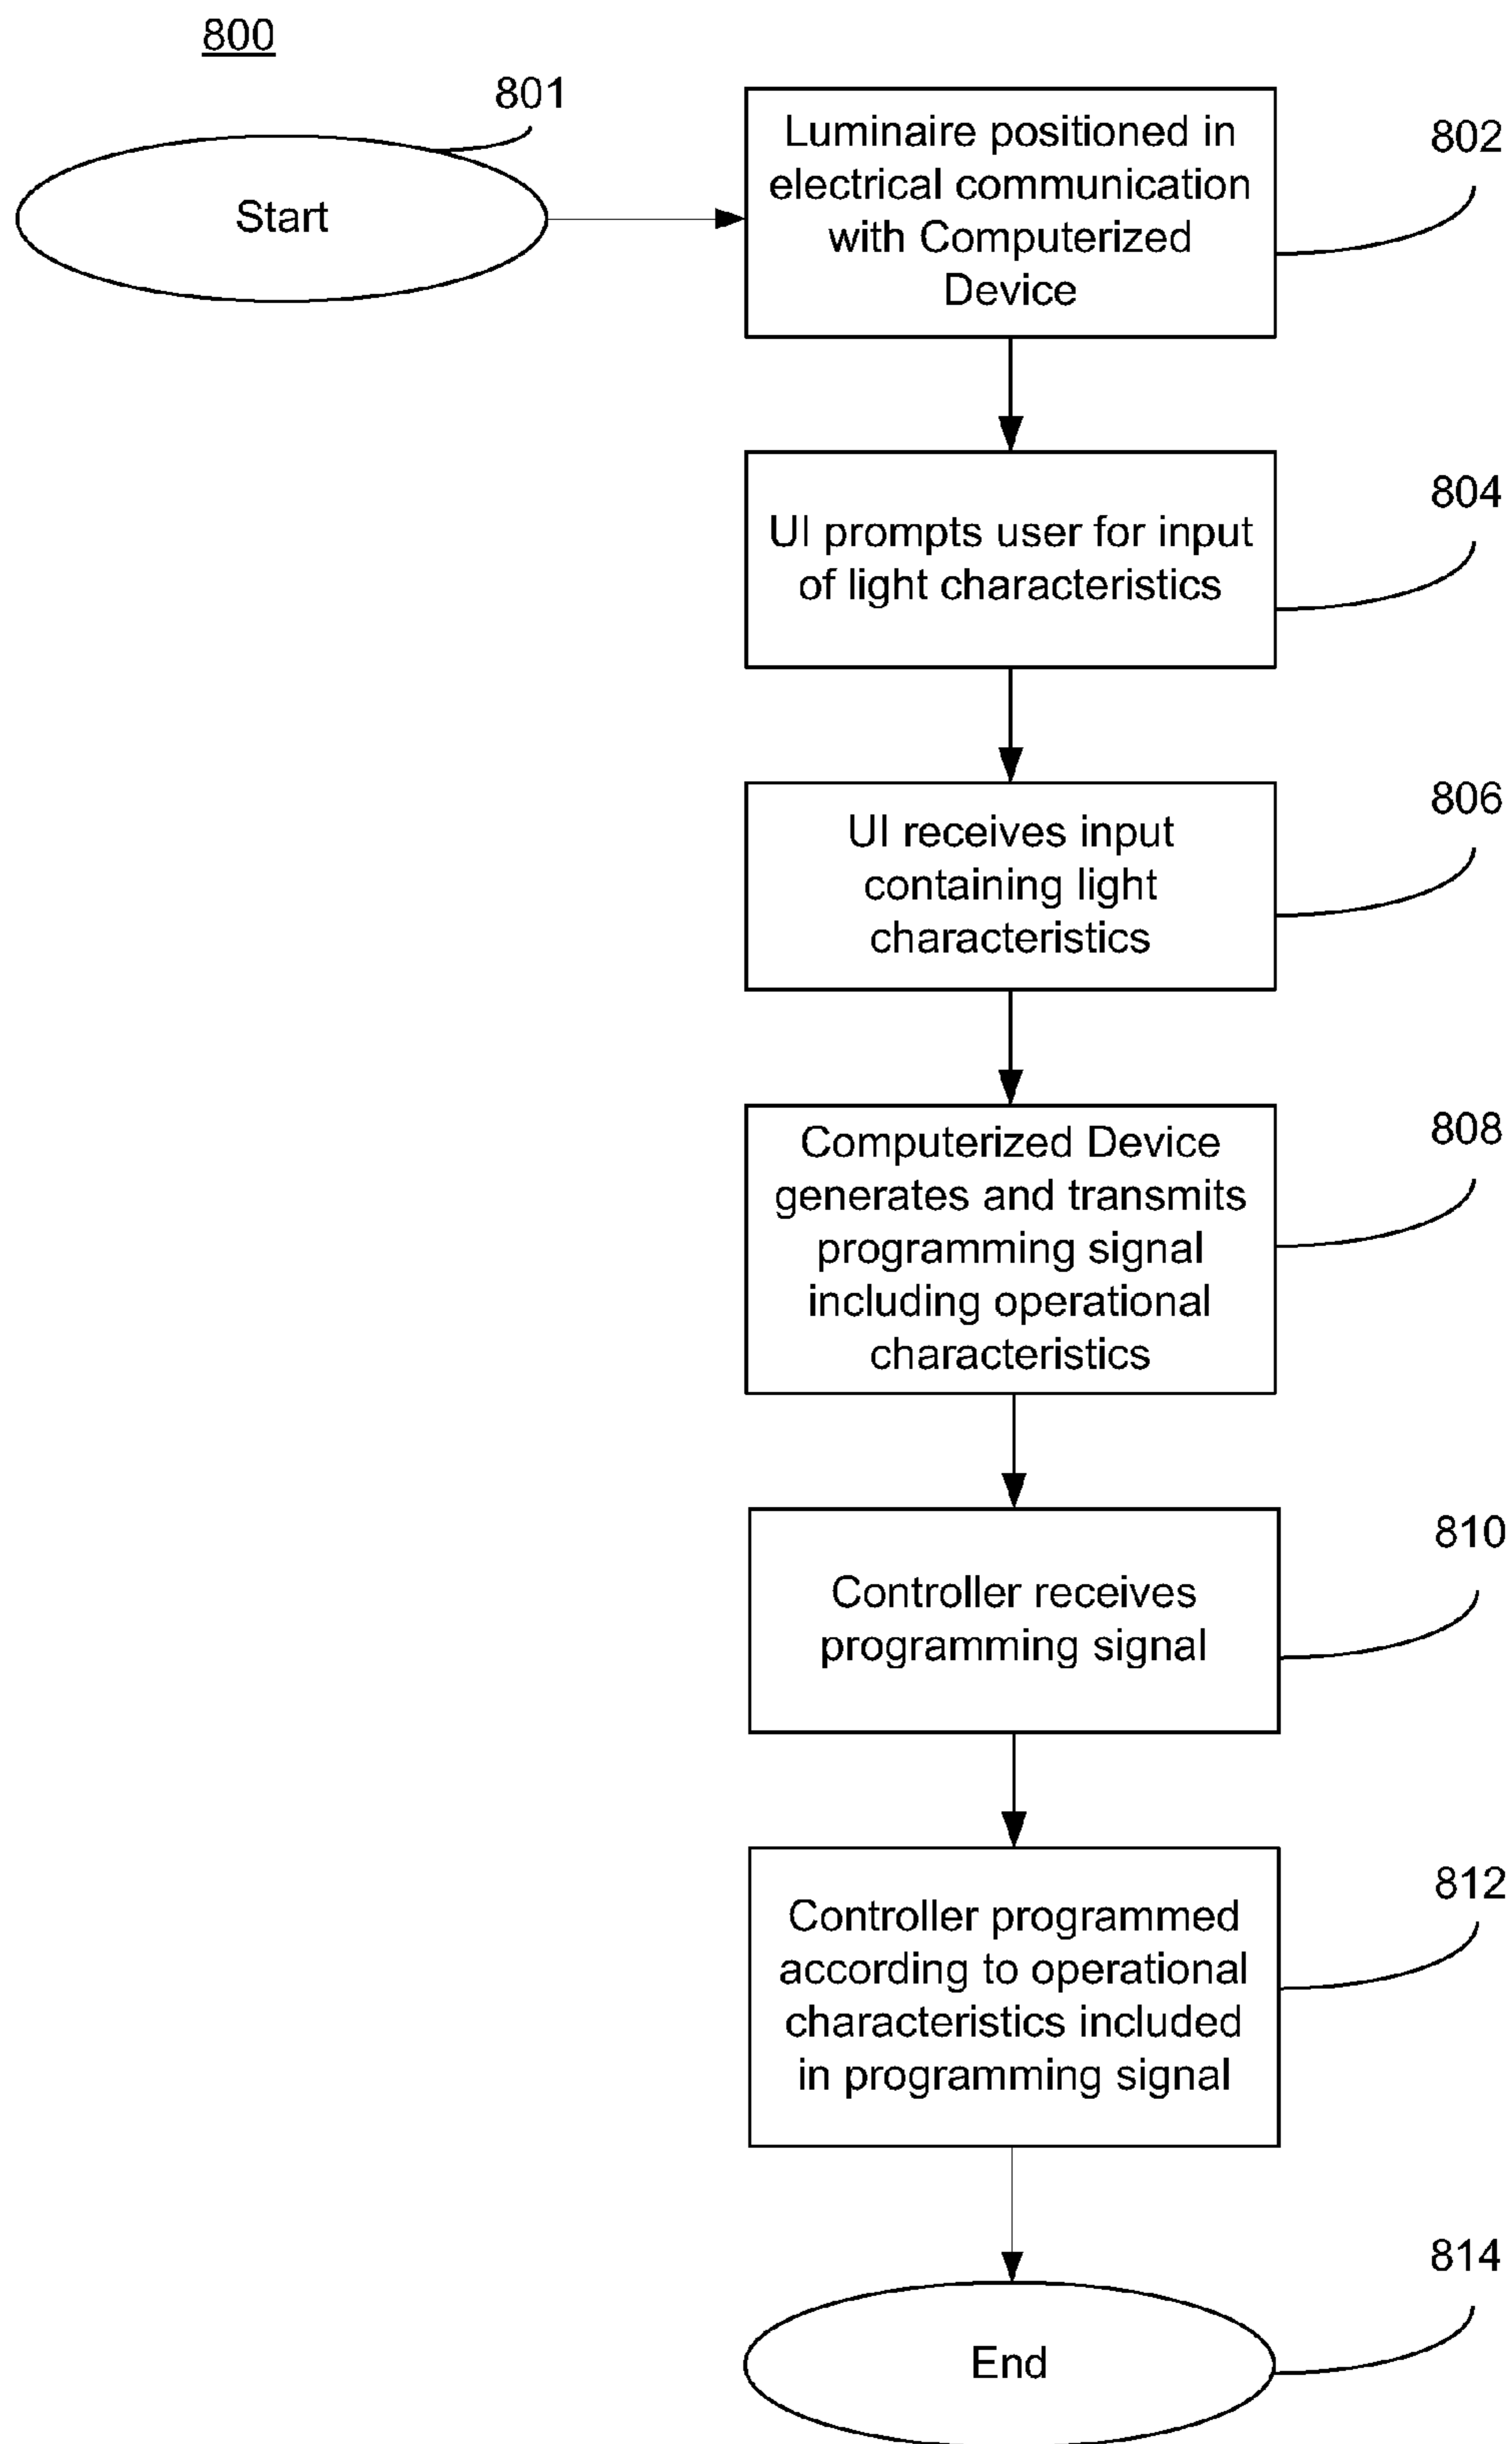 800
801
Start
802
Luminaire positioned in
electrical communication
with Computerized
Device
804
UI prompts user for input
of light characteristics
806
UI receives input
containing light
characteristics
808
Computerized Device
generates and transmits
programming signal
including operational
characteristics
810
Controller receives
programming signal
812
Controller programmed
according to operational
characteristics included
in programming signal
814
End